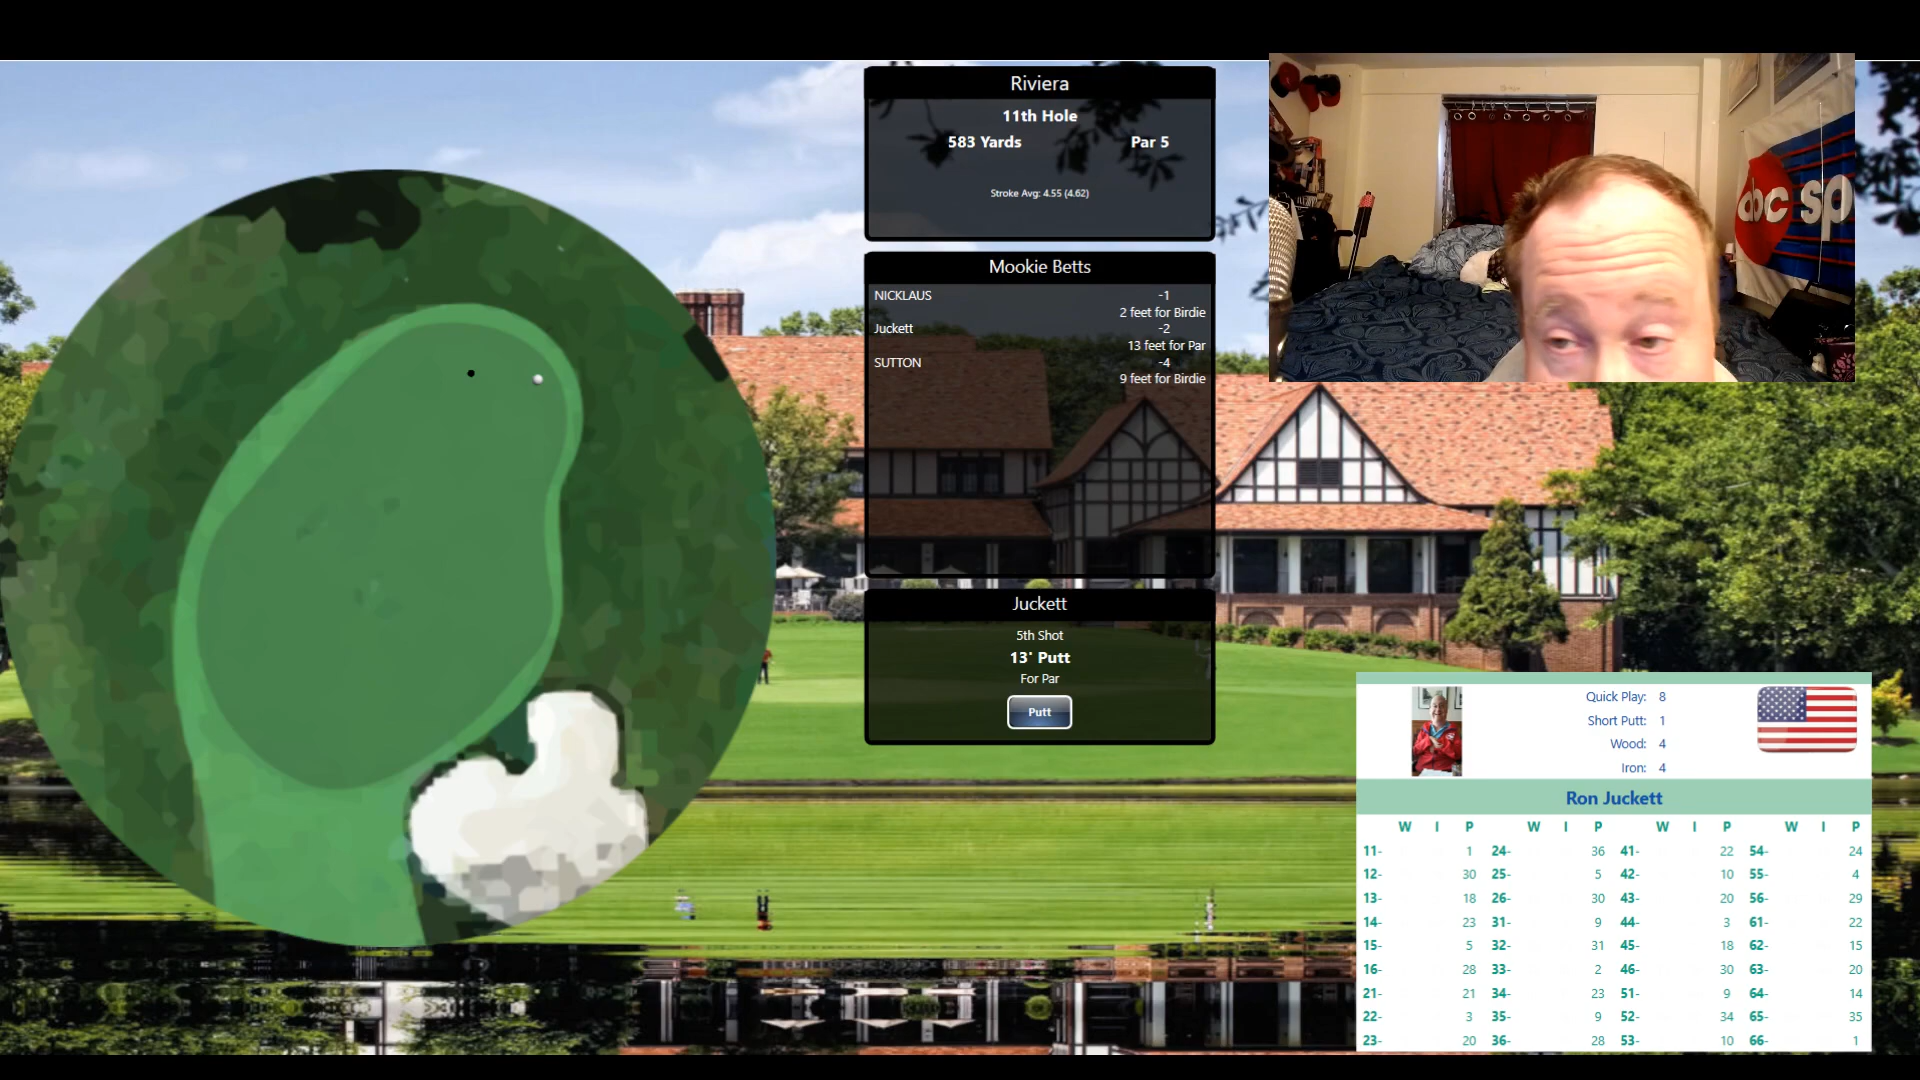 Riviera
11th Hole
583 Yards Par 5
Stroke Avg: 4.55 (4.62)
Mookie Betts
NICKLAUS -1
2 feet for Birdie
Juckett -2
13 feet for Par
SUTTON -4
9 feet for Birdie
Juckett
5th Shot
13' Putt
For Par
Putt
abc sp
Quick Play: 8
Short Putt: 1
Wood: 4
Iron: 4
Ron Juckett
W I P W I P W I P W I P
11- 1 24- 36 41- 22 54- 24
12- 30 25- 5 42- 10 55- 4
13- 18 26- 30 43- 20 56- 29
14- 23 31- 9 44- 3 61- 22
15- 5 32- 31 45- 18 62- 15
16- 28 33- 2 46- 30 63- 20
21- 21 34- 23 51- 9 64- 14
22- 3 35- 9 52- 34 65- 35
23- 20 36- 28 53- 10 66- 1